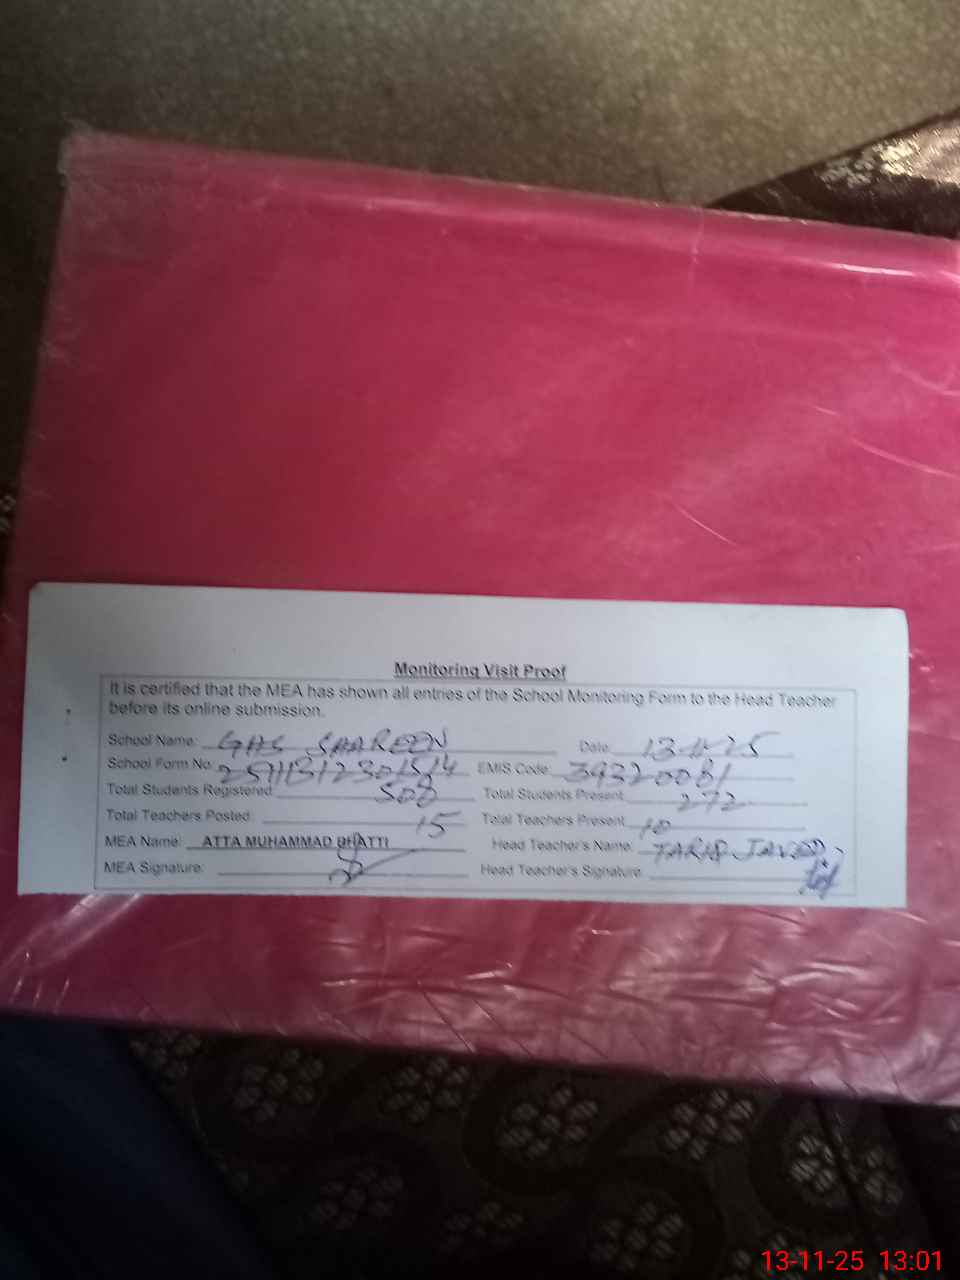 Monitoring Visit Proof
It is certified that the MEA has shown all entries of the School Monitoring Form to the Head Teacher
before its online submission.
School Name: GHS SHAREEN Date: 13-11-25
School Form No: EMIS Code: 39320081
Total Students Registered: 508 Total Students Present: 272
Total Teachers Posted: 15 Total Teachers Present: 10
MEA Name: ATTA MUHAMMAD BHATTI Head Teacher's Name: TARIQ JAVED
MEA Signature: Head Teacher's Signature:
13-11-25 13:01